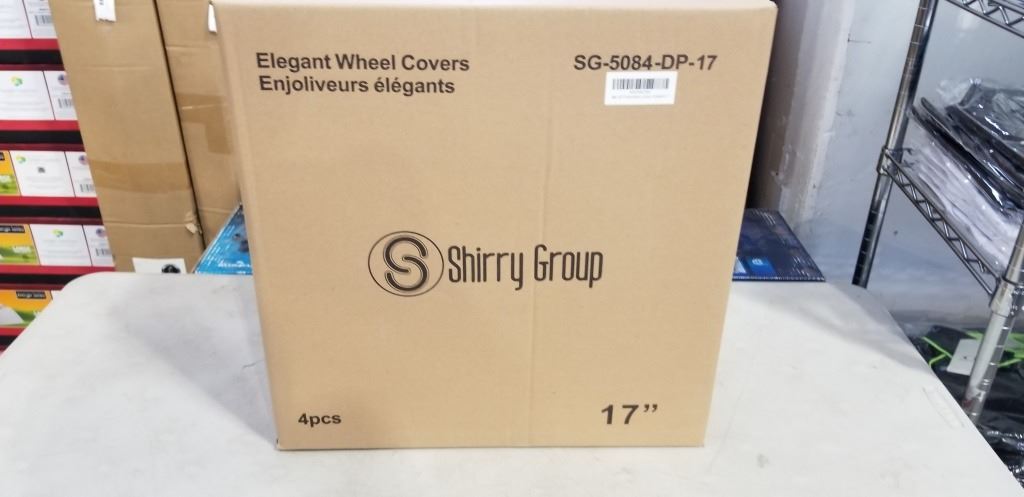 Elegant Wheel Covers
Enjoliveurs élégants
SG-5084-DP-17
Shirry Group
4pcs
17”